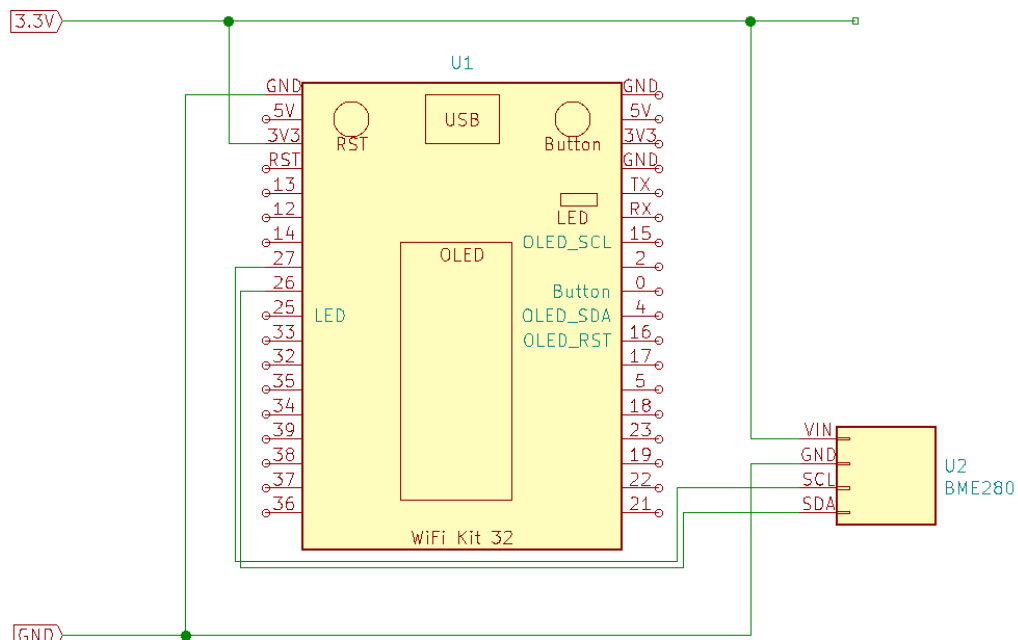 3.3V
U1
GND
GND
5V
USB
5V
3V3
RST
Button
3V3
RST
GND
13
TX
12
LED
RX
14
OLED_SCL
15
27
OLED
2
26
Button
0
25
LED
OLED_SDA
4
33
OLED_RST
16
32
17
35
5
34
18
39
23
38
19
37
22
36
21
WiFi Kit 32
VIN
GND
SCL
SDA
U2
BME280
GND